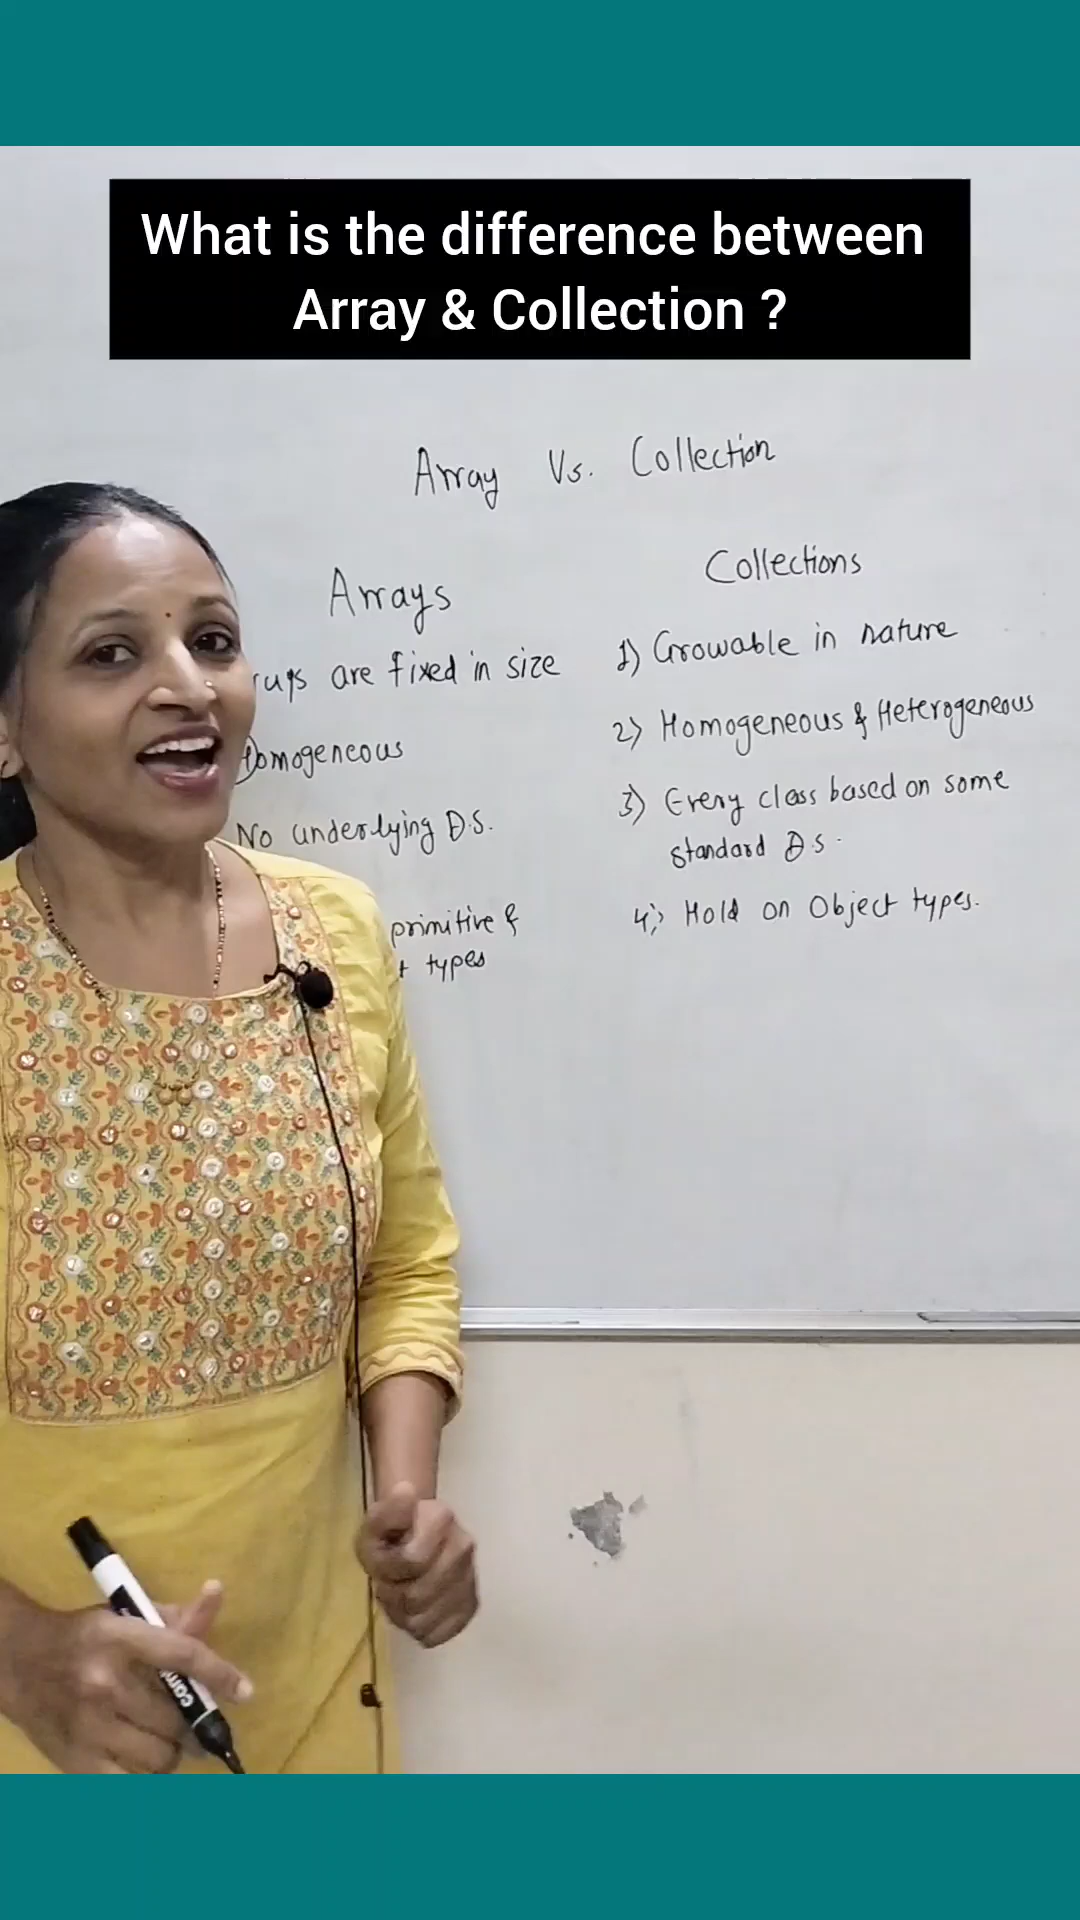 What is the difference between
Array & Collection ?
Array Vs. Collection
Arrays
are fixed in size
No underlying D.S.
primitive &
types
Collections
1) Growable in nature
2) Homogeneous & Heterogeneous
3) Every class based on some
standard D.S.
4) Hold on Object types.